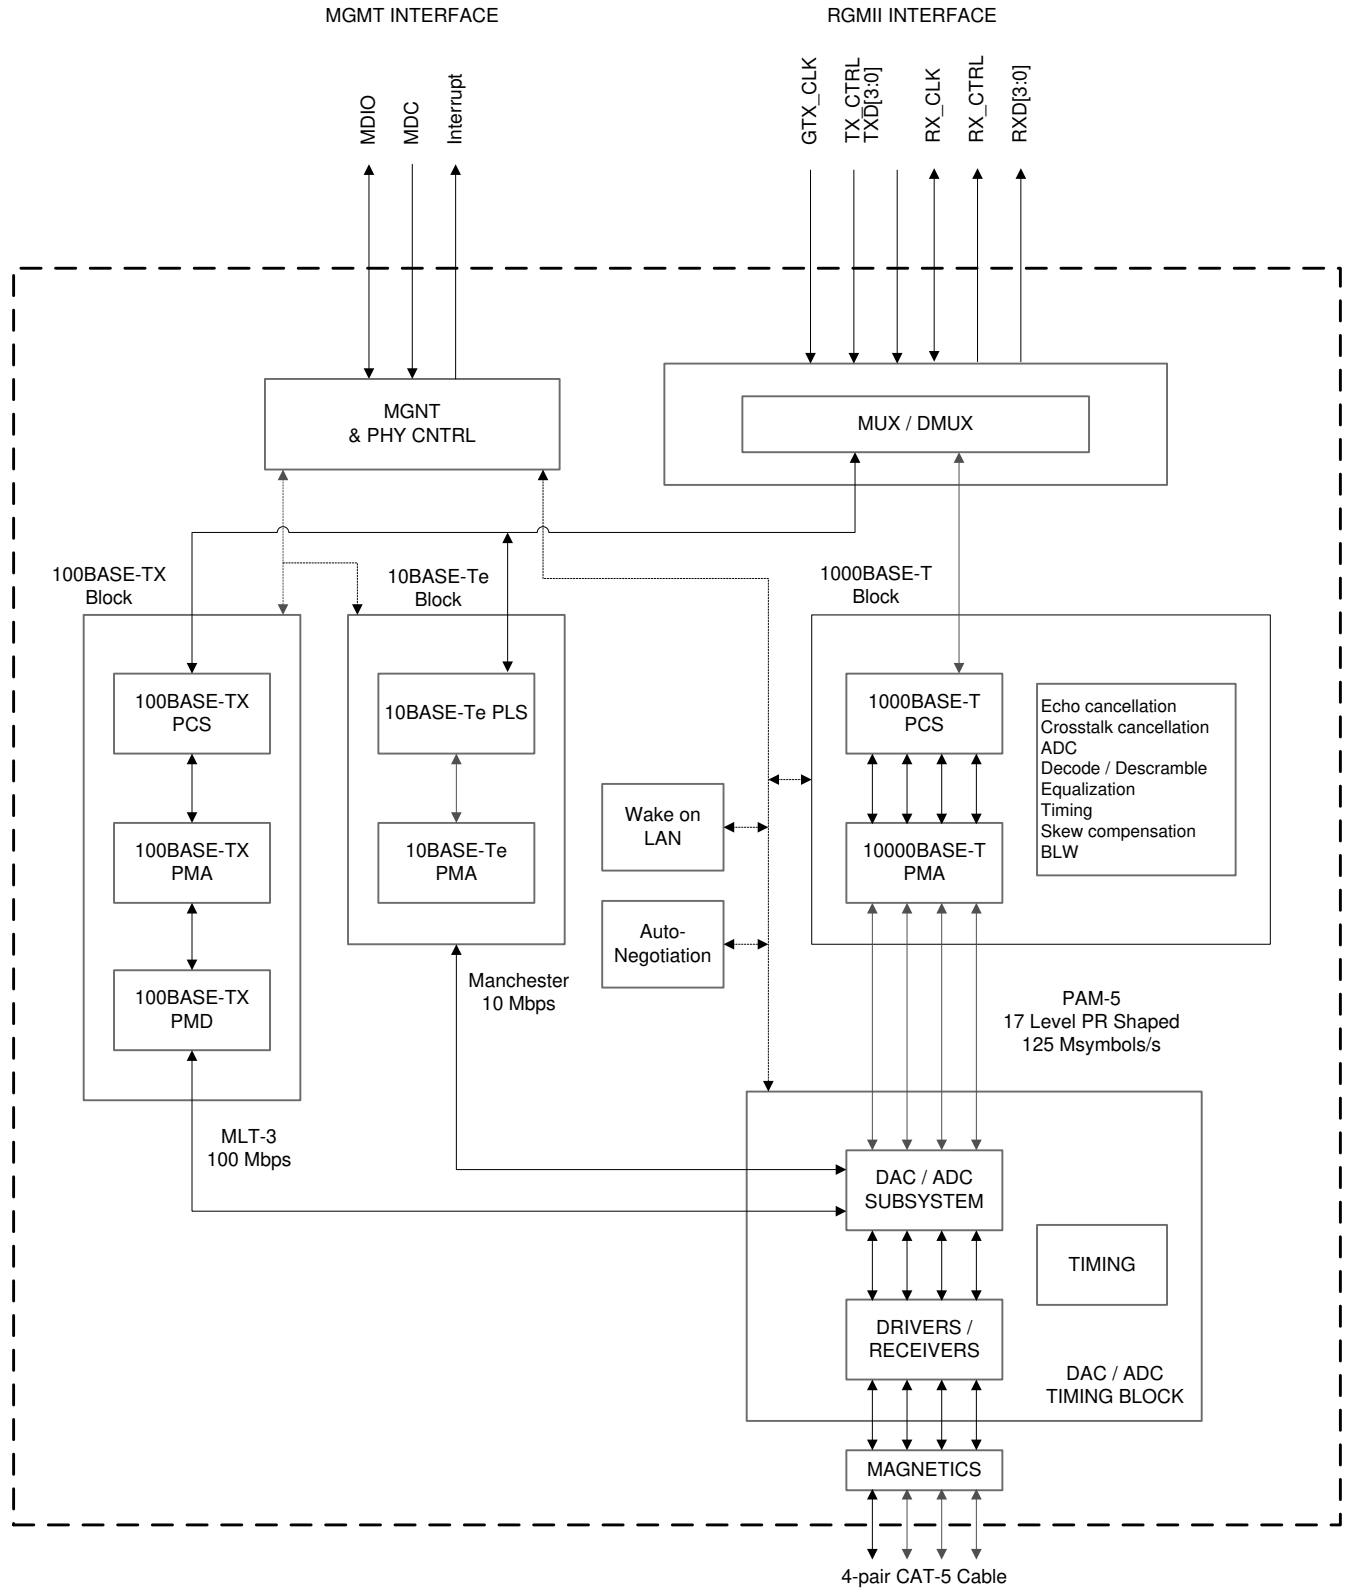 MGMT INTERFACE
RGMII INTERFACE
MDIO
MDC
Interrupt
GTX_CLK
TX_CTRL
TXD[3:0]
RX_CLK
RX_CTRL
RXD[3:0]
MGNT
& PHY CNTRL
MUX / DMUX
100BASE-TX
Block
10BASE-Te
Block
1000BASE-T
Block
100BASE-TX
PCS
10BASE-Te PLS
1000BASE-T
PCS
Echo cancellation
Crosstalk cancellation
ADC
Decode / Descramble
Equalization
Timing
Skew compensation
BLW
Wake on
LAN
100BASE-TX
PMA
10BASE-Te
PMA
10000BASE-T
PMA
Auto-
Negotiation
100BASE-TX
PMD
Manchester
10 Mbps
PAM-5
17 Level PR Shaped
125 Msymbols/s
MLT-3
100 Mbps
DAC / ADC
SUBSYSTEM
TIMING
DRIVERS /
RECEIVERS
DAC / ADC
TIMING BLOCK
MAGNETICS
4-pair CAT-5 Cable